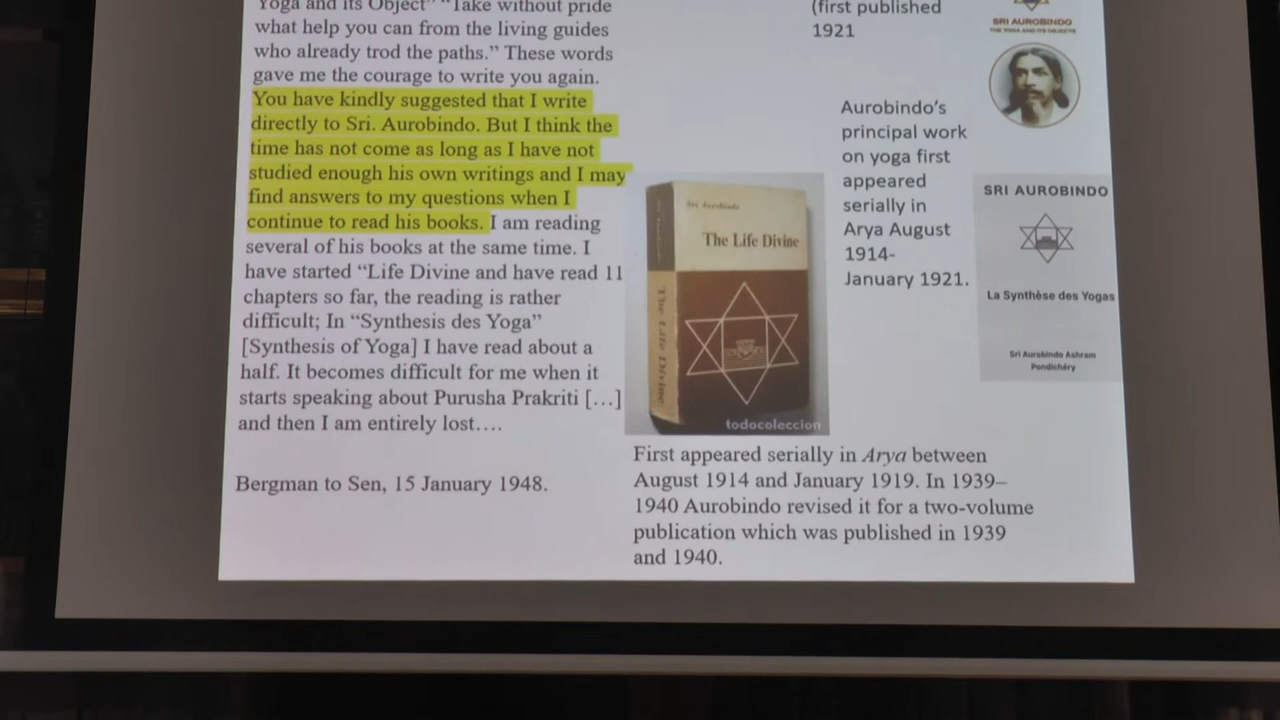 Yoga and its Object" "Take without pride
what help you can from the living guides
who already trod the paths." These words
gave me the courage to write you again.
You have kindly suggested that I write
directly to Sri. Aurobindo. But I think the
time has not come as long as I have not
studied enough his own writings and I may
find answers to my questions when I
continue to read his books. I am reading
several of his books at the same time. I
have started "Life Divine and have read 11
chapters so far, the reading is rather
difficult; In "Synthesis des Yoga"
[Synthesis of Yoga] I have read about a
half. It becomes difficult for me when it
starts speaking about Purusha Prakriti […]
and then I am entirely lost….
Bergman to Sen, 15 January 1948.
(first published
1921
SRI AUROBINDO
THE YOGA AND ITS OBJECTS
Aurobindo's
principal work
on yoga first
appeared
serially in
Arya August
1914-
January 1921.
Sri Aurobindo
The Life Divine
The Life Divine
todocoleccion
SRI AUROBINDO
La Synthèse des Yogas
Sri Aurobindo Ashram
Pondichéry
First appeared serially in Arya between
August 1914 and January 1919. In 1939–
1940 Aurobindo revised it for a two-volume
publication which was published in 1939
and 1940.